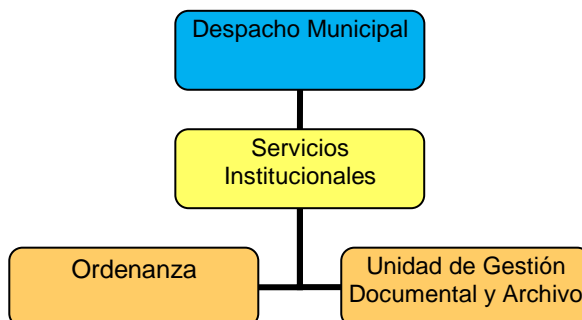 Despacho Municipal
Servicios
Institucionales
Ordenanza
Unidad de Gestión
Documental y Archivo